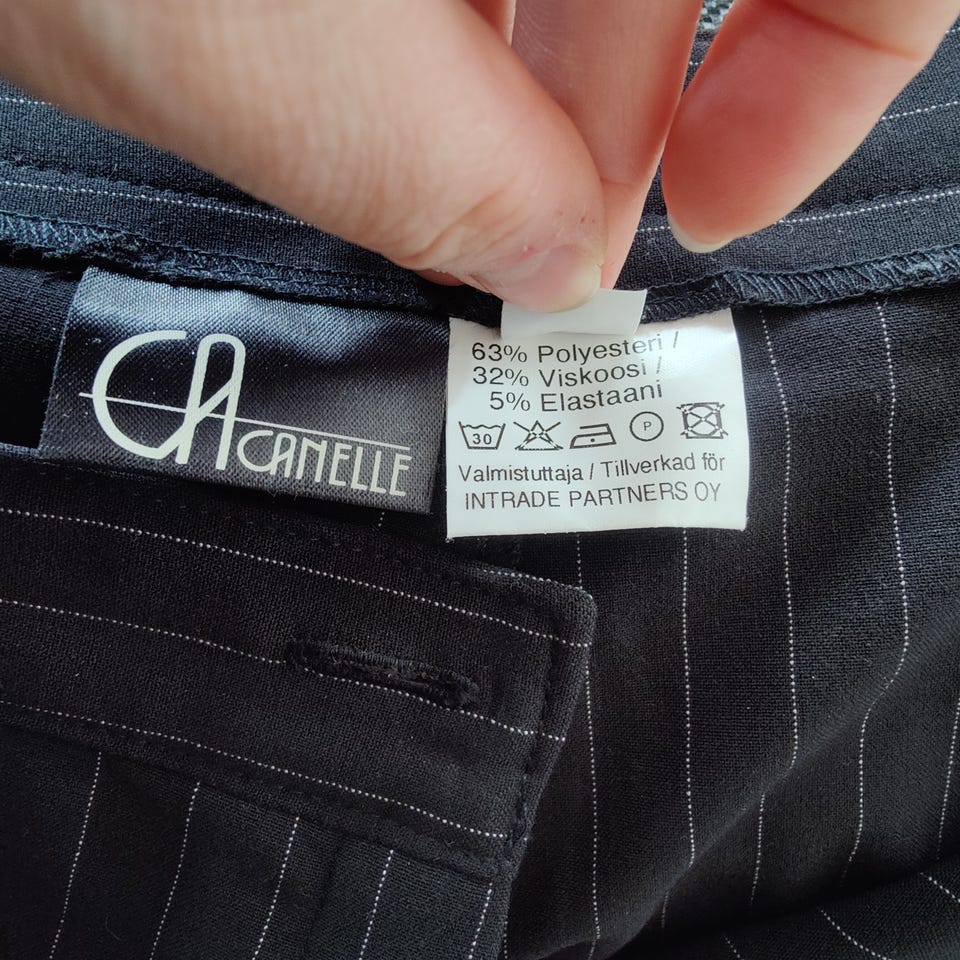 CA CANELLE
63% Polyesteri /
32% Viskoosi /
5% Elastaani
30 P
Valmistuttaja / Tillverkad för
INTRADE PARTNERS OY